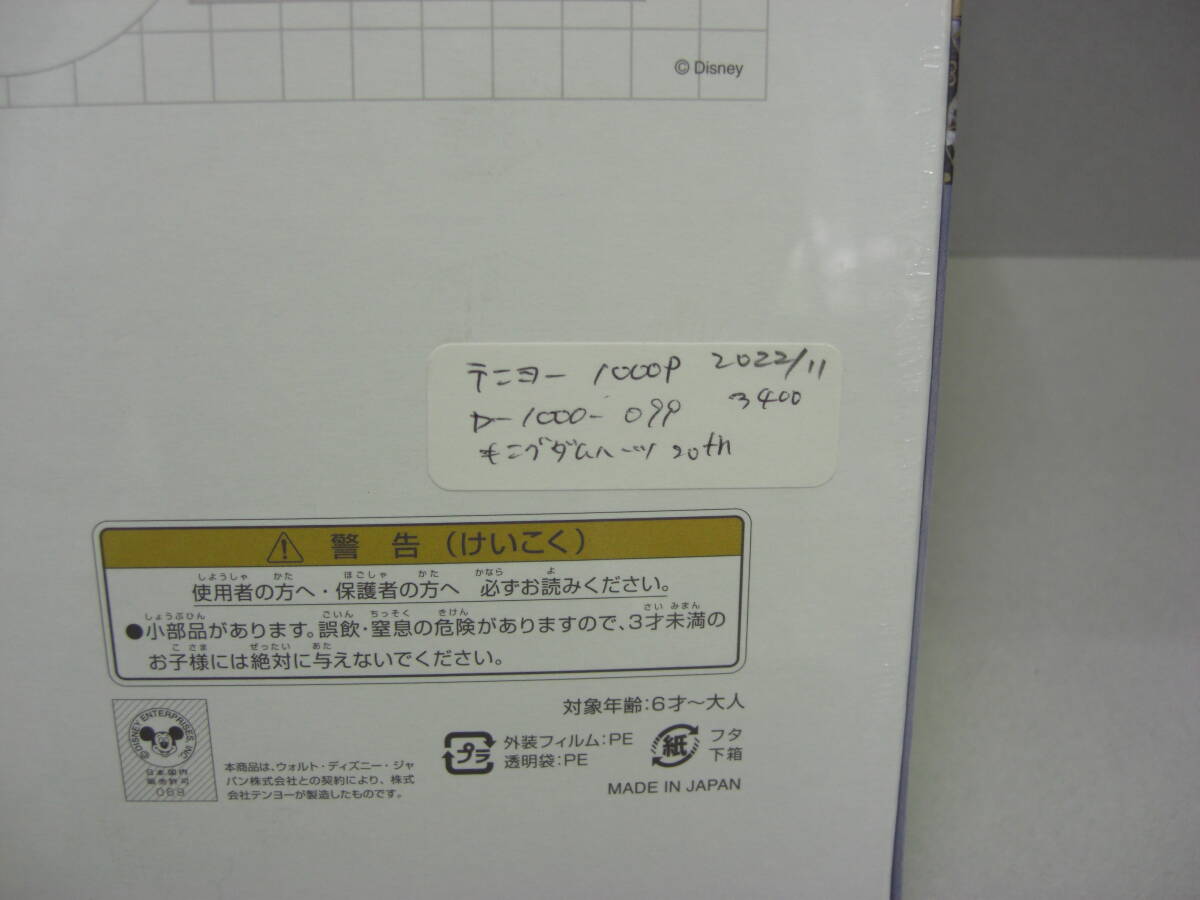 © Disney
テニヨー 1000P 2022/11
D-1000-099 3400
キングダムハーツ 20th
⚠ 警告（けいこく）
しようしゃ かた ほごしゃ かた かなら よ
使用者の方へ・保護者の方へ 必ずお読みください。
しょうぶひん ごいん ちっそく きけん さい みまん
●小部品があります。誤飲・窒息の危険がありますので、3才未満の
こ さま ぜったい あた
お子様には絶対に与えないでください。
対象年齢:6才～大人
© DISNEY ENTERPRISES, INC.
日本国内
販売許可
089
本商品は、ウォルト・ディズニー・ジャ
パン株式会社との契約により、株式
会社テンヨーが製造したものです。
プラ
外装フィルム:PE
透明袋:PE
紙
フタ
下箱
MADE IN JAPAN